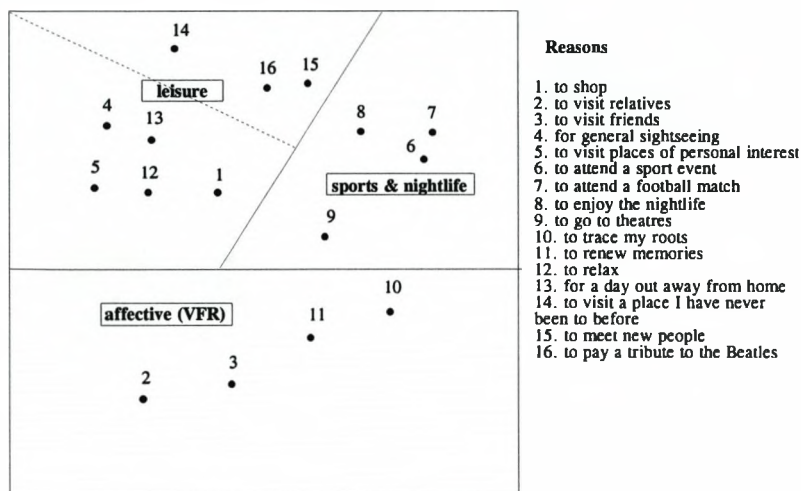 14
16
15
leisure
4
13
8
7
6
5
12
1
sports & nightlife
9
10
affective (VFR)
11
3
2
Reasons
1. to shop
2. to visit relatives
3. to visit friends
4. for general sightseeing
5. to visit places of personal interest
6. to attend a sport event
7. to attend a football match
8. to enjoy the nightlife
9. to go to theatres
10. to trace my roots
11. to renew memories
12. to relax
13. for a day out away from home
14. to visit a place I have never
been to before
15. to meet new people
16. to pay a tribute to the Beatles